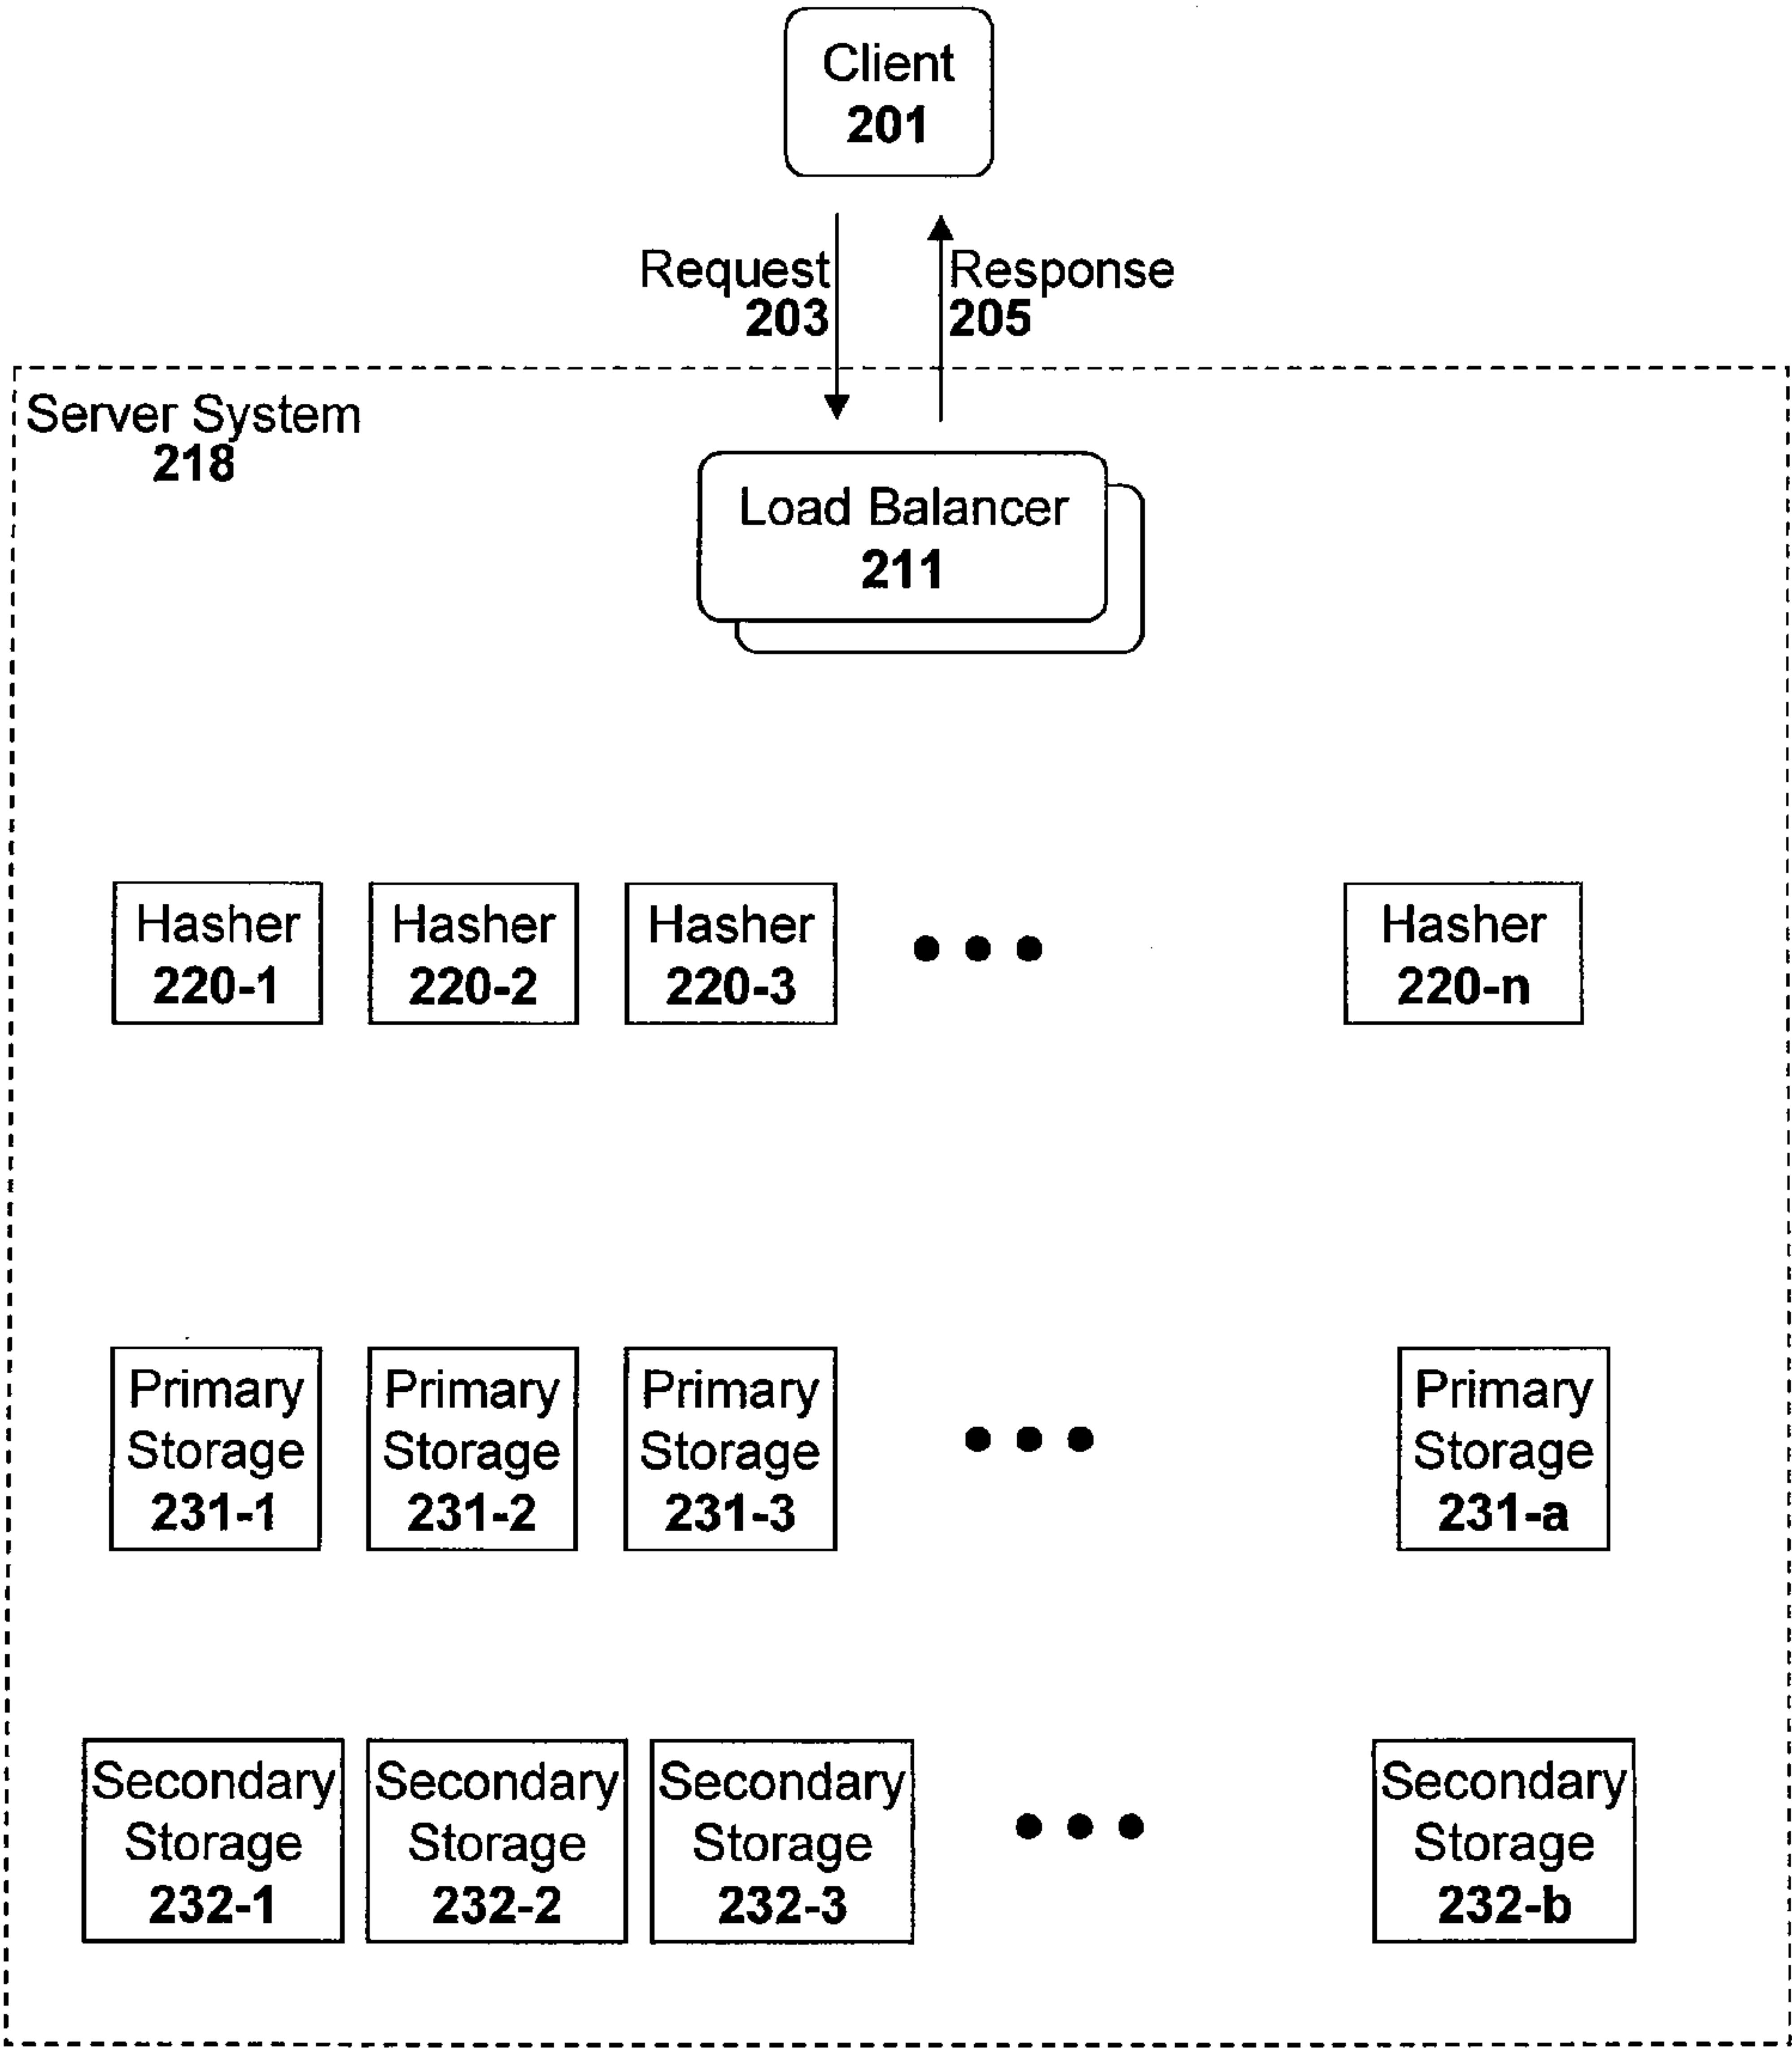 Client
201
Request
203
Response
205
Server System
218
Load Balancer
211
Hasher
220-1
Hasher
220-2
Hasher
220-3
Hasher
220-n
Primary
Storage
231-1
Primary
Storage
231-2
Primary
Storage
231-3
Primary
Storage
231-a
Secondary
Storage
232-1
Secondary
Storage
232-2
Secondary
Storage
232-3
Secondary
Storage
232-b